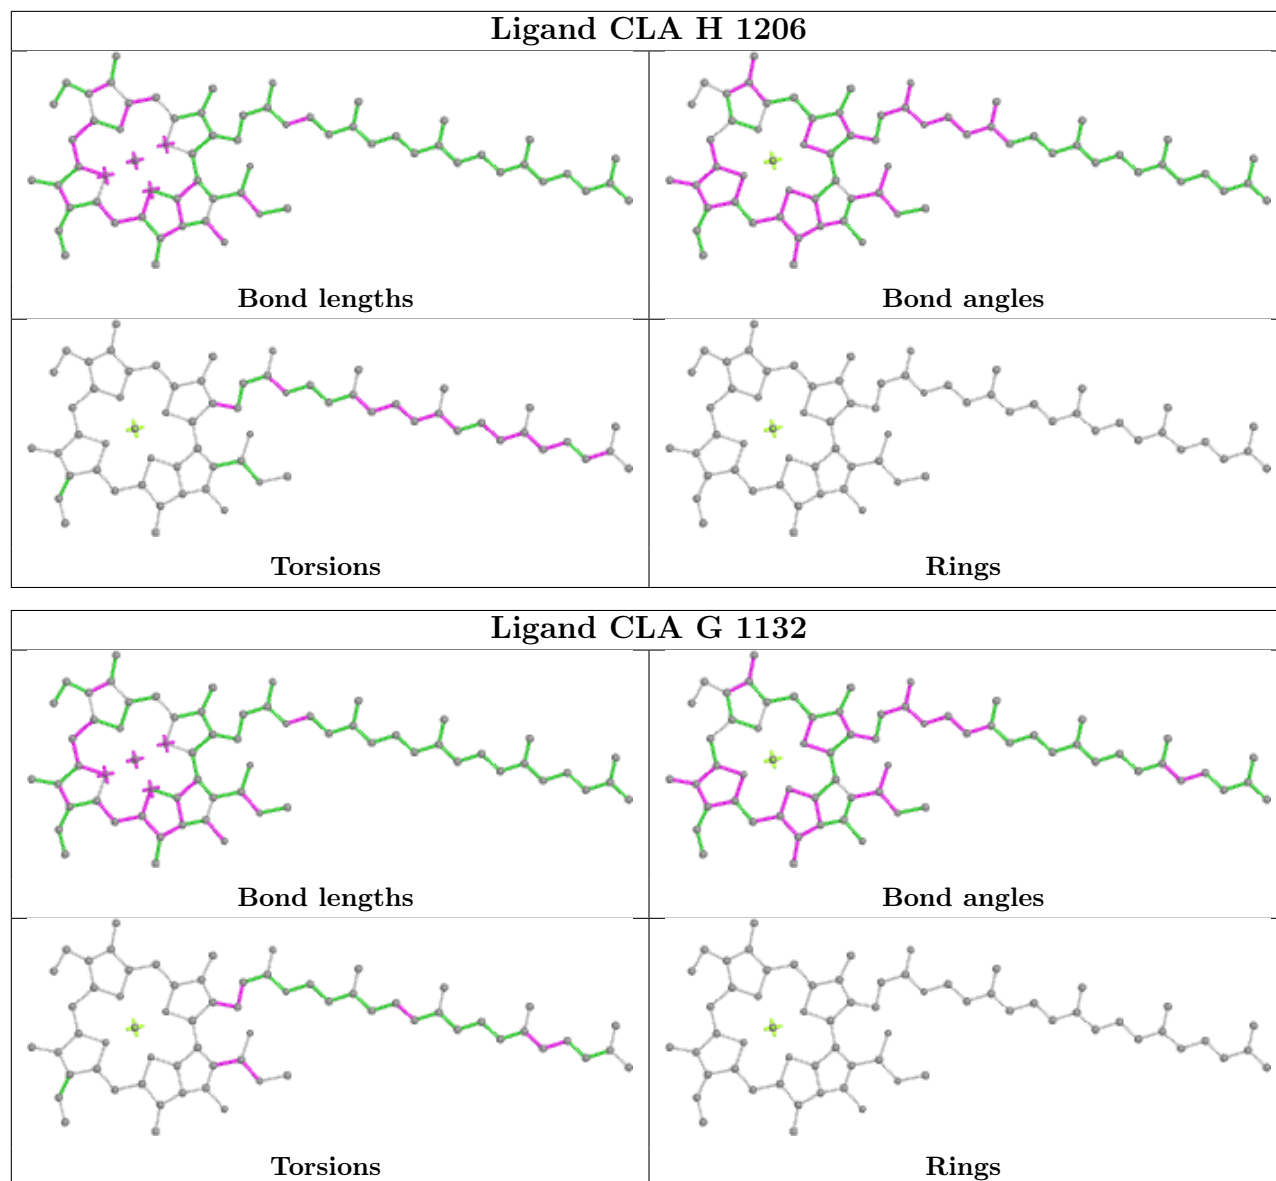 Ligand CLA H 1206
Bond lengths
Bond angles
Torsions
Rings
Ligand CLA G 1132
Bond lengths
Bond angles
Torsions
Rings